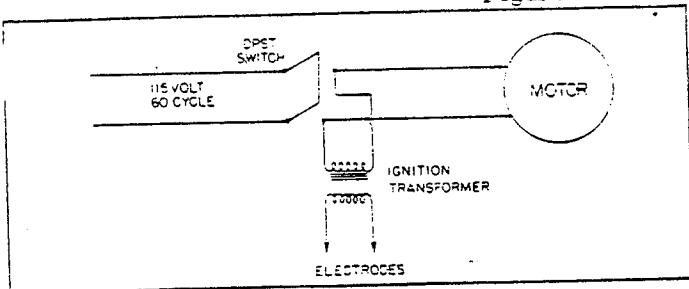 DPST
SWITCH
115 VOLT
60 CYCLE
MOTOR
IGNITION
TRANSFORMER
ELECTRODES